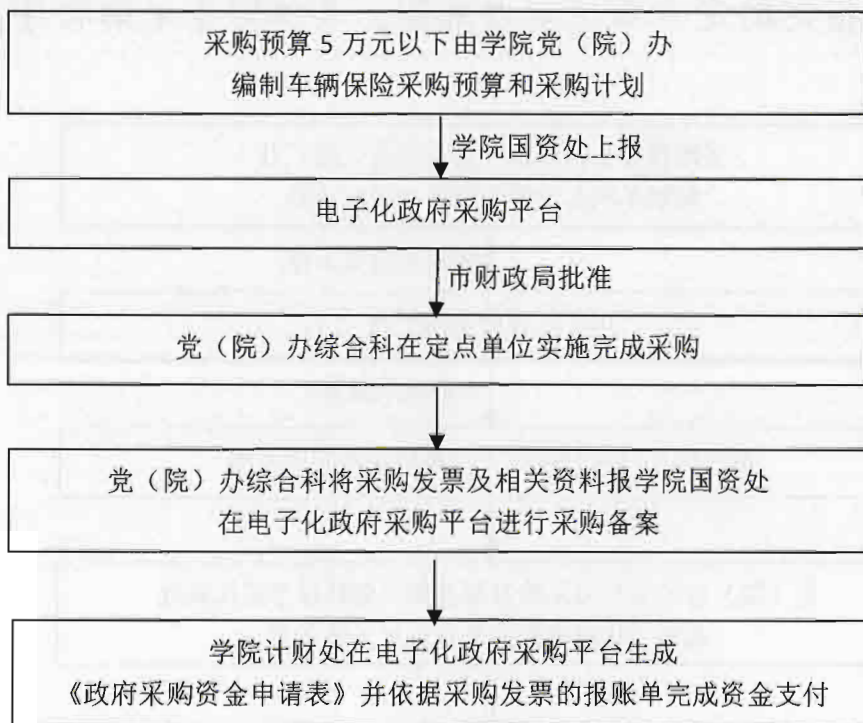 采购预算5万元以下由学院党（院）办
编制车辆保险采购预算和采购计划
学院国资处上报
电子化政府采购平台
市财政局批准
党（院）办综合科在定点单位实施完成采购
党（院）办综合科将采购发票及相关资料报学院国资处
在电子化政府采购平台进行采购备案
学院计财处在电子化政府采购平台生成
《政府采购资金申请表》并依据采购发票的报账单完成资金支付